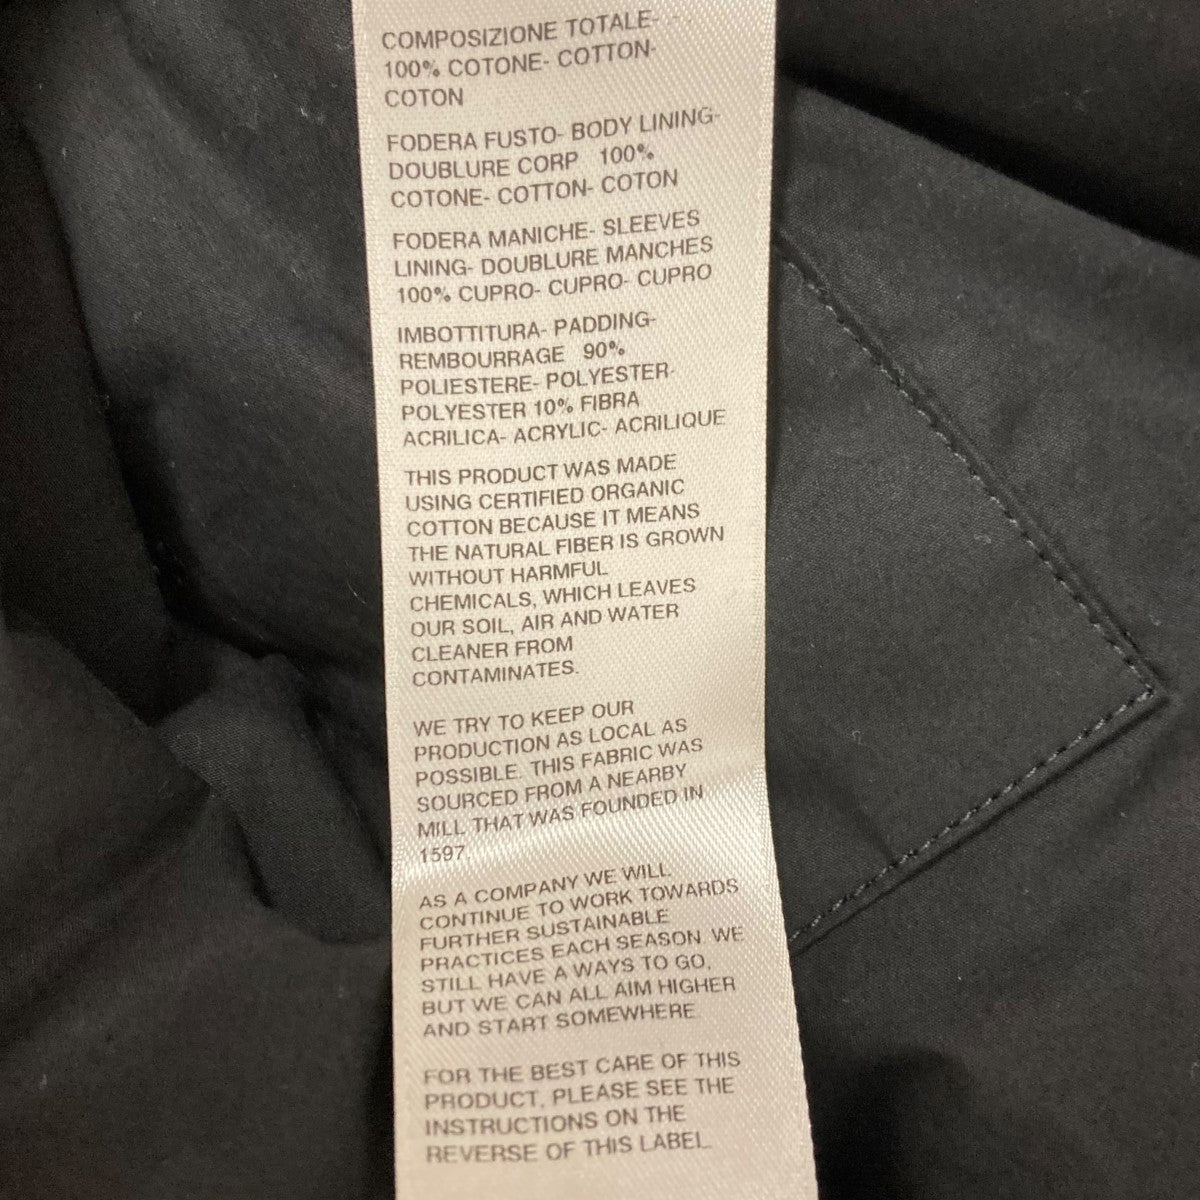 COMPOSIZIONE TOTALE- - -
100% COTONE- COTTON-
COTON
FODERA FUSTO- BODY LINING-
DOUBLURE CORP 100%
COTONE- COTTON- COTON
FODERA MANICHE- SLEEVES
LINING- DOUBLURE MANCHES
100% CUPRO- CUPRO- CUPRO
IMBOTTITURA- PADDING-
REMBOURRAGE 90%
POLIESTERE- POLYESTER-
POLYESTER 10% FIBRA
ACRILICA- ACRYLIC- ACRILIQUE
THIS PRODUCT WAS MADE
USING CERTIFIED ORGANIC
COTTON BECAUSE IT MEANS
THE NATURAL FIBER IS GROWN
WITHOUT HARMFUL
CHEMICALS, WHICH LEAVES
OUR SOIL, AIR AND WATER
CLEANER FROM
CONTAMINATES.
WE TRY TO KEEP OUR
PRODUCTION AS LOCAL AS
POSSIBLE. THIS FABRIC WAS
SOURCED FROM A NEARBY
MILL THAT WAS FOUNDED IN
1597.
AS A COMPANY WE WILL
CONTINUE TO WORK TOWARDS
FURTHER SUSTAINABLE
PRACTICES EACH SEASON. WE
STILL HAVE A WAYS TO GO,
BUT WE CAN ALL AIM HIGHER
AND START SOMEWHERE
FOR THE BEST CARE OF THIS
PRODUCT, PLEASE SEE THE
INSTRUCTIONS ON THE
REVERSE OF THIS LABEL.